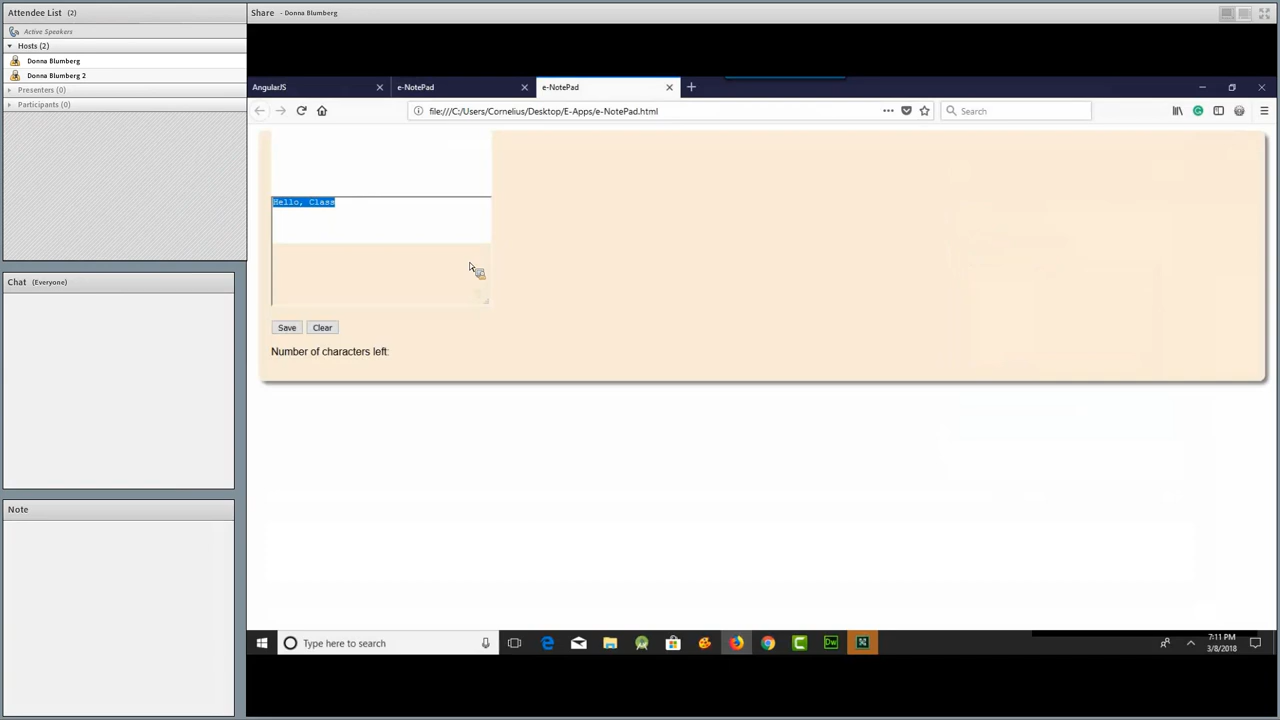 Attendee List (2)
Active Speakers
Hosts (2)
Donna Blumberg
Donna Blumberg 2
Presenters (0)
Participants (0)
Chat (Everyone)
Note
Share - Donna Blumberg
AngularJS
e-NotePad
e-NotePad
file:///C:/Users/Cornelius/Desktop/E-Apps/e-NotePad.html
Search
Hello, Class
Save Clear
Number of characters left:
Type here to search
Dw
7:11 PM
3/8/2018